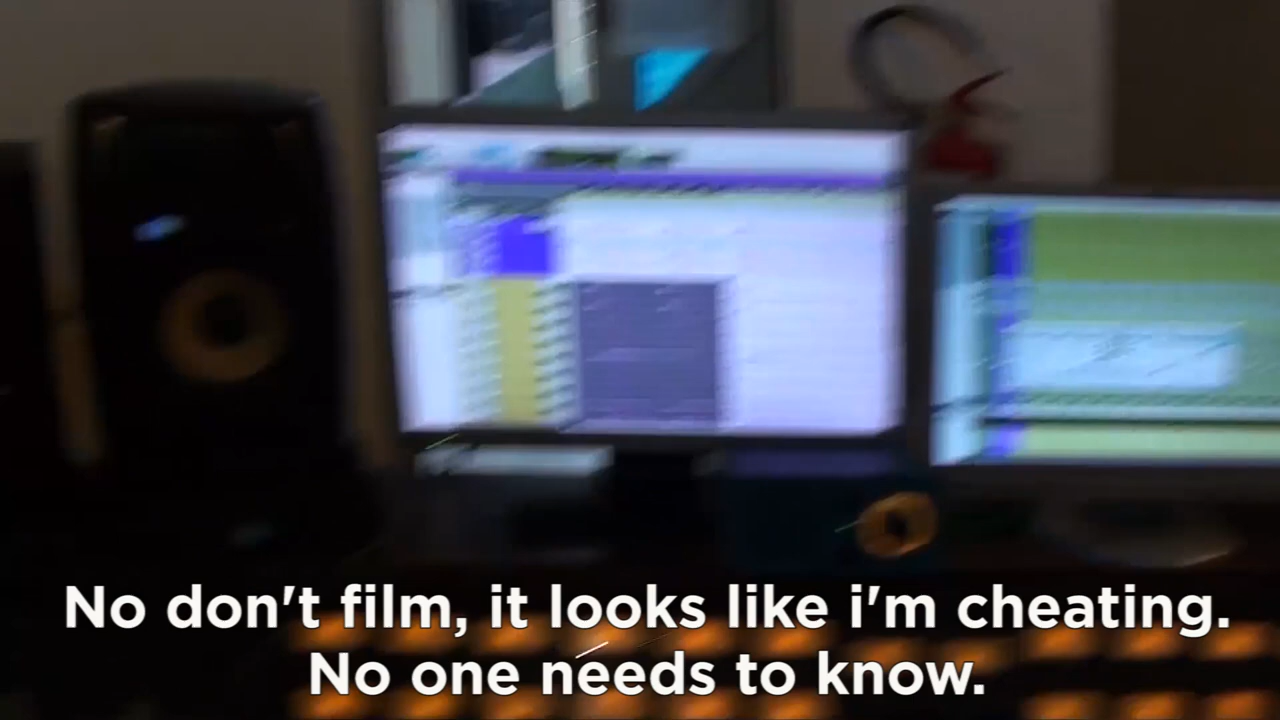 No don't film, it looks like i'm cheating.
No one needs to know.